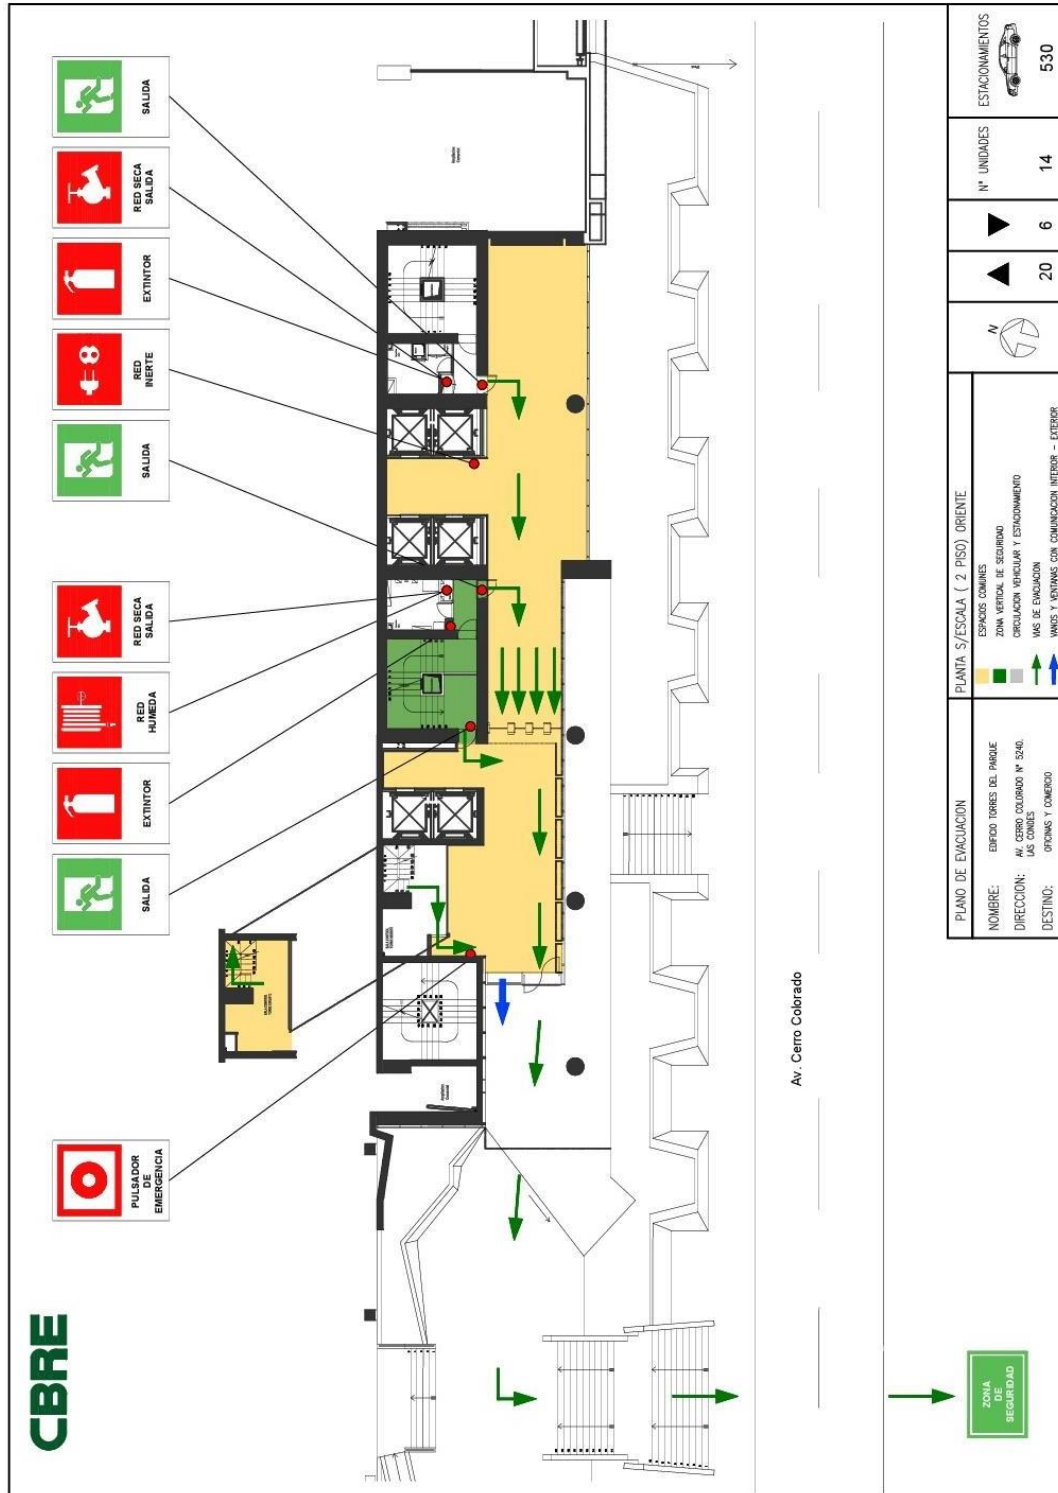 CBRE
PULSADOR
DE
EMERGENCIA
SALIDA
EXTINTOR
RED
HUMEDA
RED SECA
SALIDA
SALIDA
RED
INERTE
EXTINTOR
RED SECA
SALIDA
SALIDA
Av. Cerro Colorado
ZONA
DE
SEGURIDAD
PLANO DE EVACUACION
NOMBRE: EDIFICIO TORRES DEL PARQUE
DIRECCION: AV. CERRO COLORADO Nº 5240.
LAS CONDES
DESTINO: OFICINAS Y COMERCIO
PLANTA S/ESCALA ( 2 PISO) ORIENTE
ESPACIOS COMUNES
ZONA VERTICAL DE SEGURIDAD
CIRCULACION VEHICULAR Y ESTACIONAMIENTO
VIAS DE EVACUACION
VANOS Y VENTANAS CON COMUNICACION INTERIOR - EXTERIOR
N
20
6
Nº UNIDADES
14
ESTACIONAMIENTOS
530